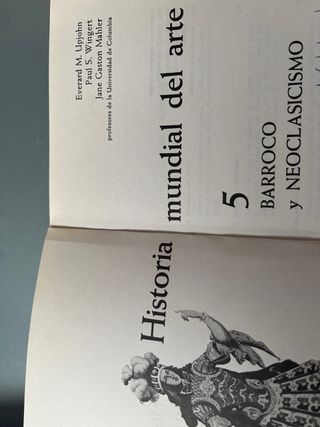 Everard M. Upjohn
Paul S. Wingert
Jane Gaston Mahler
profesores de la Universidad de Columbia
Historia mundial del arte
5
BARROCO
y NEOCLASICISMO